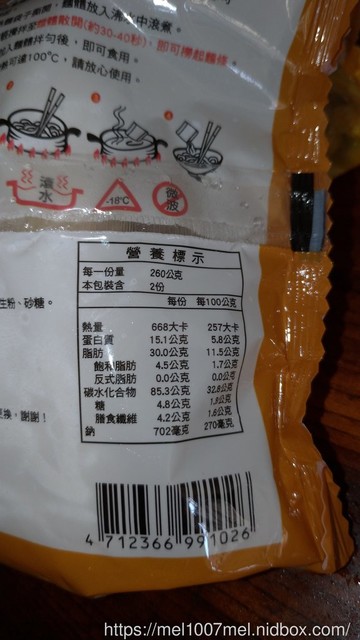 麵體放入滾水中滾煮。
散開(約30-40秒)，即可撈起麵條。
加入麵體拌勻後，即可食用。
可達100°C，請放心使用。
2
3
4
滾水
-18°C
微波
營養標示
每一份量 260公克
本包裝含 2份
每份 每100公克
生粉、砂糖。
熱量 668大卡 257大卡
蛋白質 15.1公克 5.8公克
脂肪 30.0公克 11.5公克
飽和脂肪 4.5公克 1.7公克
反式脂肪 0.0公克 0.0公克
碳水化合物 85.3公克 32.8公克
糖 4.8公克 1.8公克
膳食纖維 4.2公克 1.6公克
鈉 702毫克 270毫克
換，謝謝！
4 712366 991026
https://mel1007mel.nidbox.com/